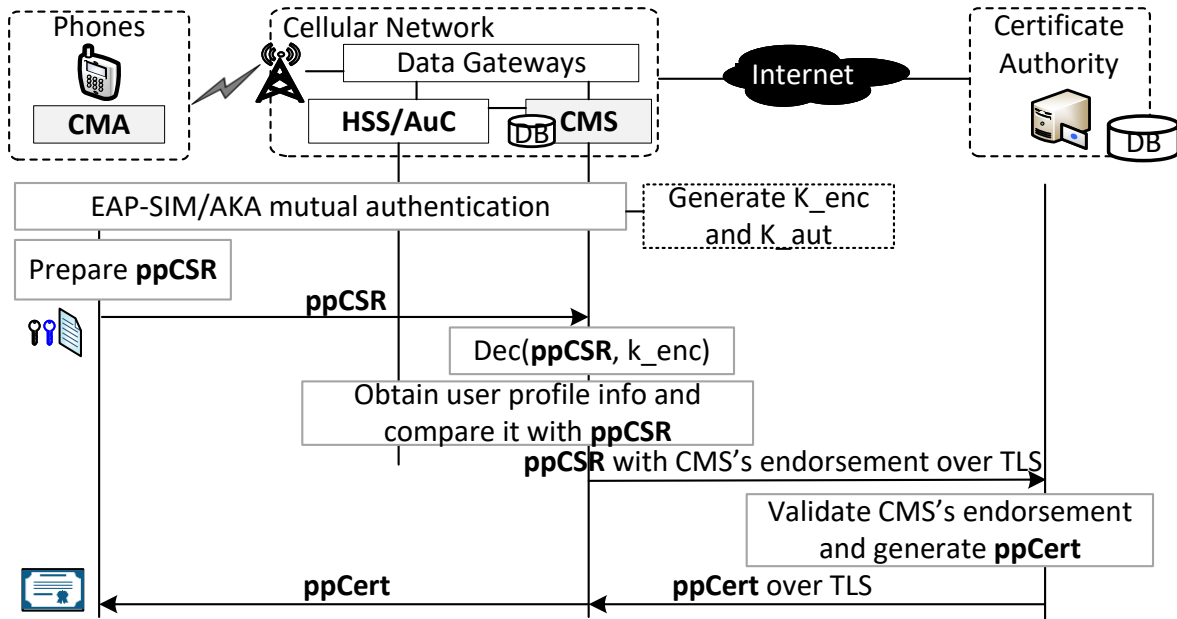 Phones
Cellular Network
Certificate
Authority
Data Gateways
Internet
CMA
HSS/AuC
DB
CMS
DB
EAP-SIM/AKA mutual authentication
Generate K_enc
and K_aut
Prepare ppCSR
ppCSR
Dec(ppCSR, k_enc)
Obtain user profile info and
compare it with ppCSR
ppCSR with CMS's endorsement over TLS
Validate CMS's endorsement
and generate ppCert
ppCert
ppCert over TLS